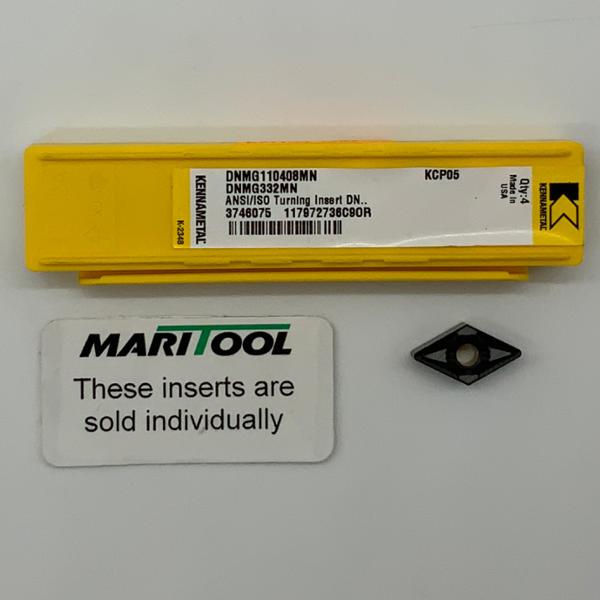 KENNAMETAL
K-2348
DNMG110408MN
KCP05
DNMG332MN
ANSI/ISO Turning Insert DN..
3746075 117972736C90R
Qty:4
Made In
USA
KENNAMETAL
MARITOOL
These inserts are
sold individually